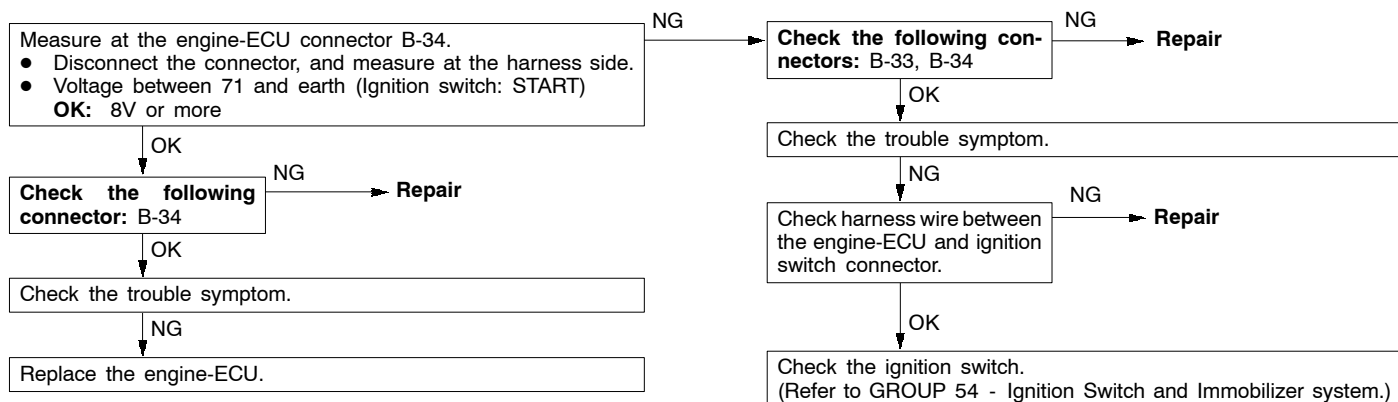 Measure at the engine-ECU connector B-34.
● Disconnect the connector, and measure at the harness side.
● Voltage between 71 and earth (Ignition switch: START)
OK: 8V or more
OK
Check the following
connector: B-34
NG
Repair
OK
Check the trouble symptom.
NG
Replace the engine-ECU.
NG
Check the following con-
nectors: B-33, B-34
NG
Repair
OK
Check the trouble symptom.
NG
Check harness wire between
the engine-ECU and ignition
switch connector.
NG
Repair
OK
Check the ignition switch.
(Refer to GROUP 54 - Ignition Switch and Immobilizer system.)